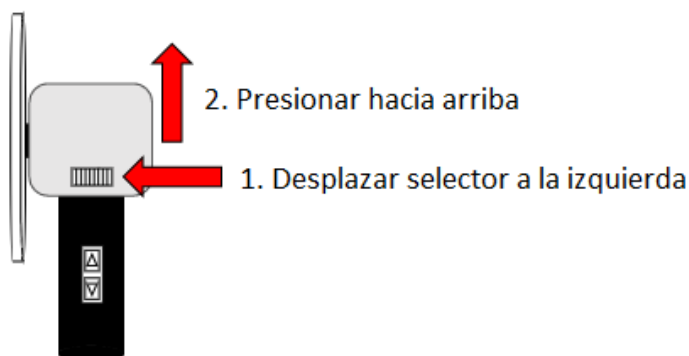 2. Presionar hacia arriba
1. Desplazar selector a la izquierda